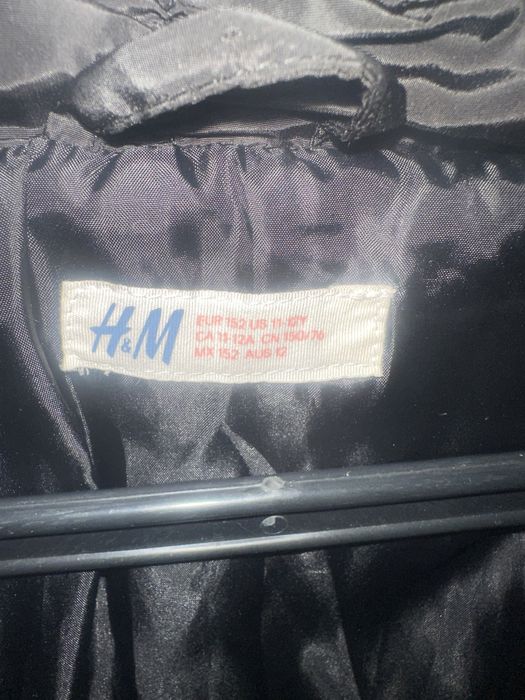 H&M
EUR 152 US 11-12Y
CA 11-12A CN 150/76
MX 152 AUS 12